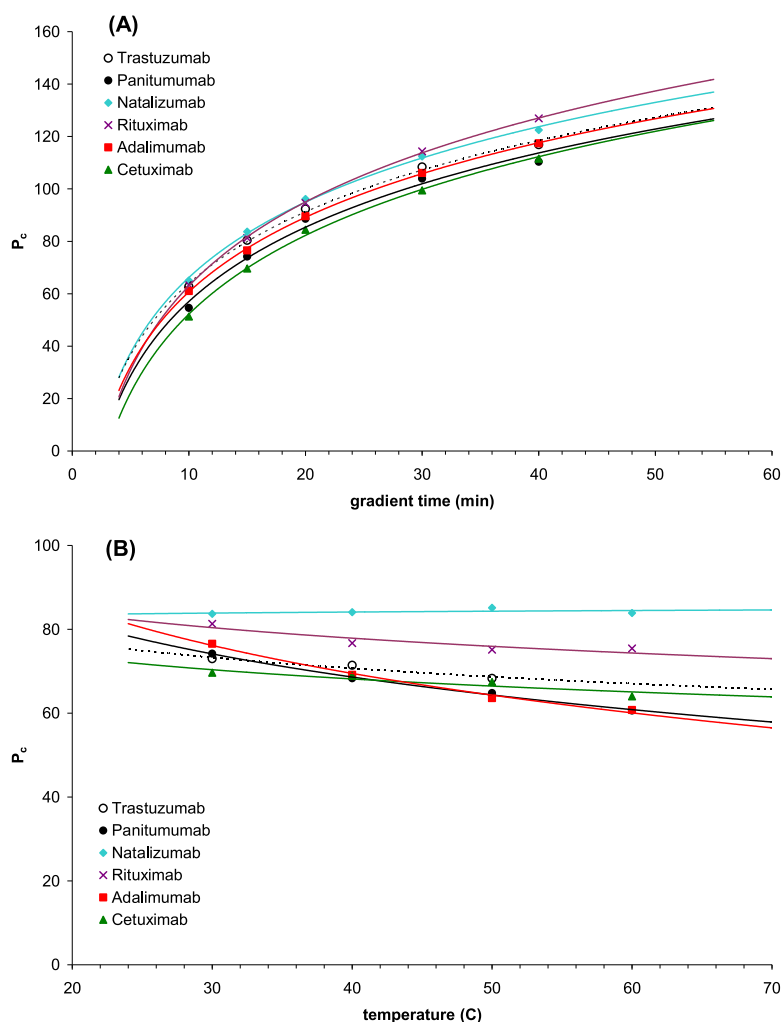 (A)
160
140
120
100
80
60
40
20
0
P_c
Trastuzumab
Panitumumab
Natalizumab
Rituximab
Adalimumab
Cetuximab
0 10 20 30 40 50 60
gradient time (min)
(B)
100
80
60
40
20
0
P_c
Trastuzumab
Panitumumab
Natalizumab
Rituximab
Adalimumab
Cetuximab
20 30 40 50 60 70
temperature (C)